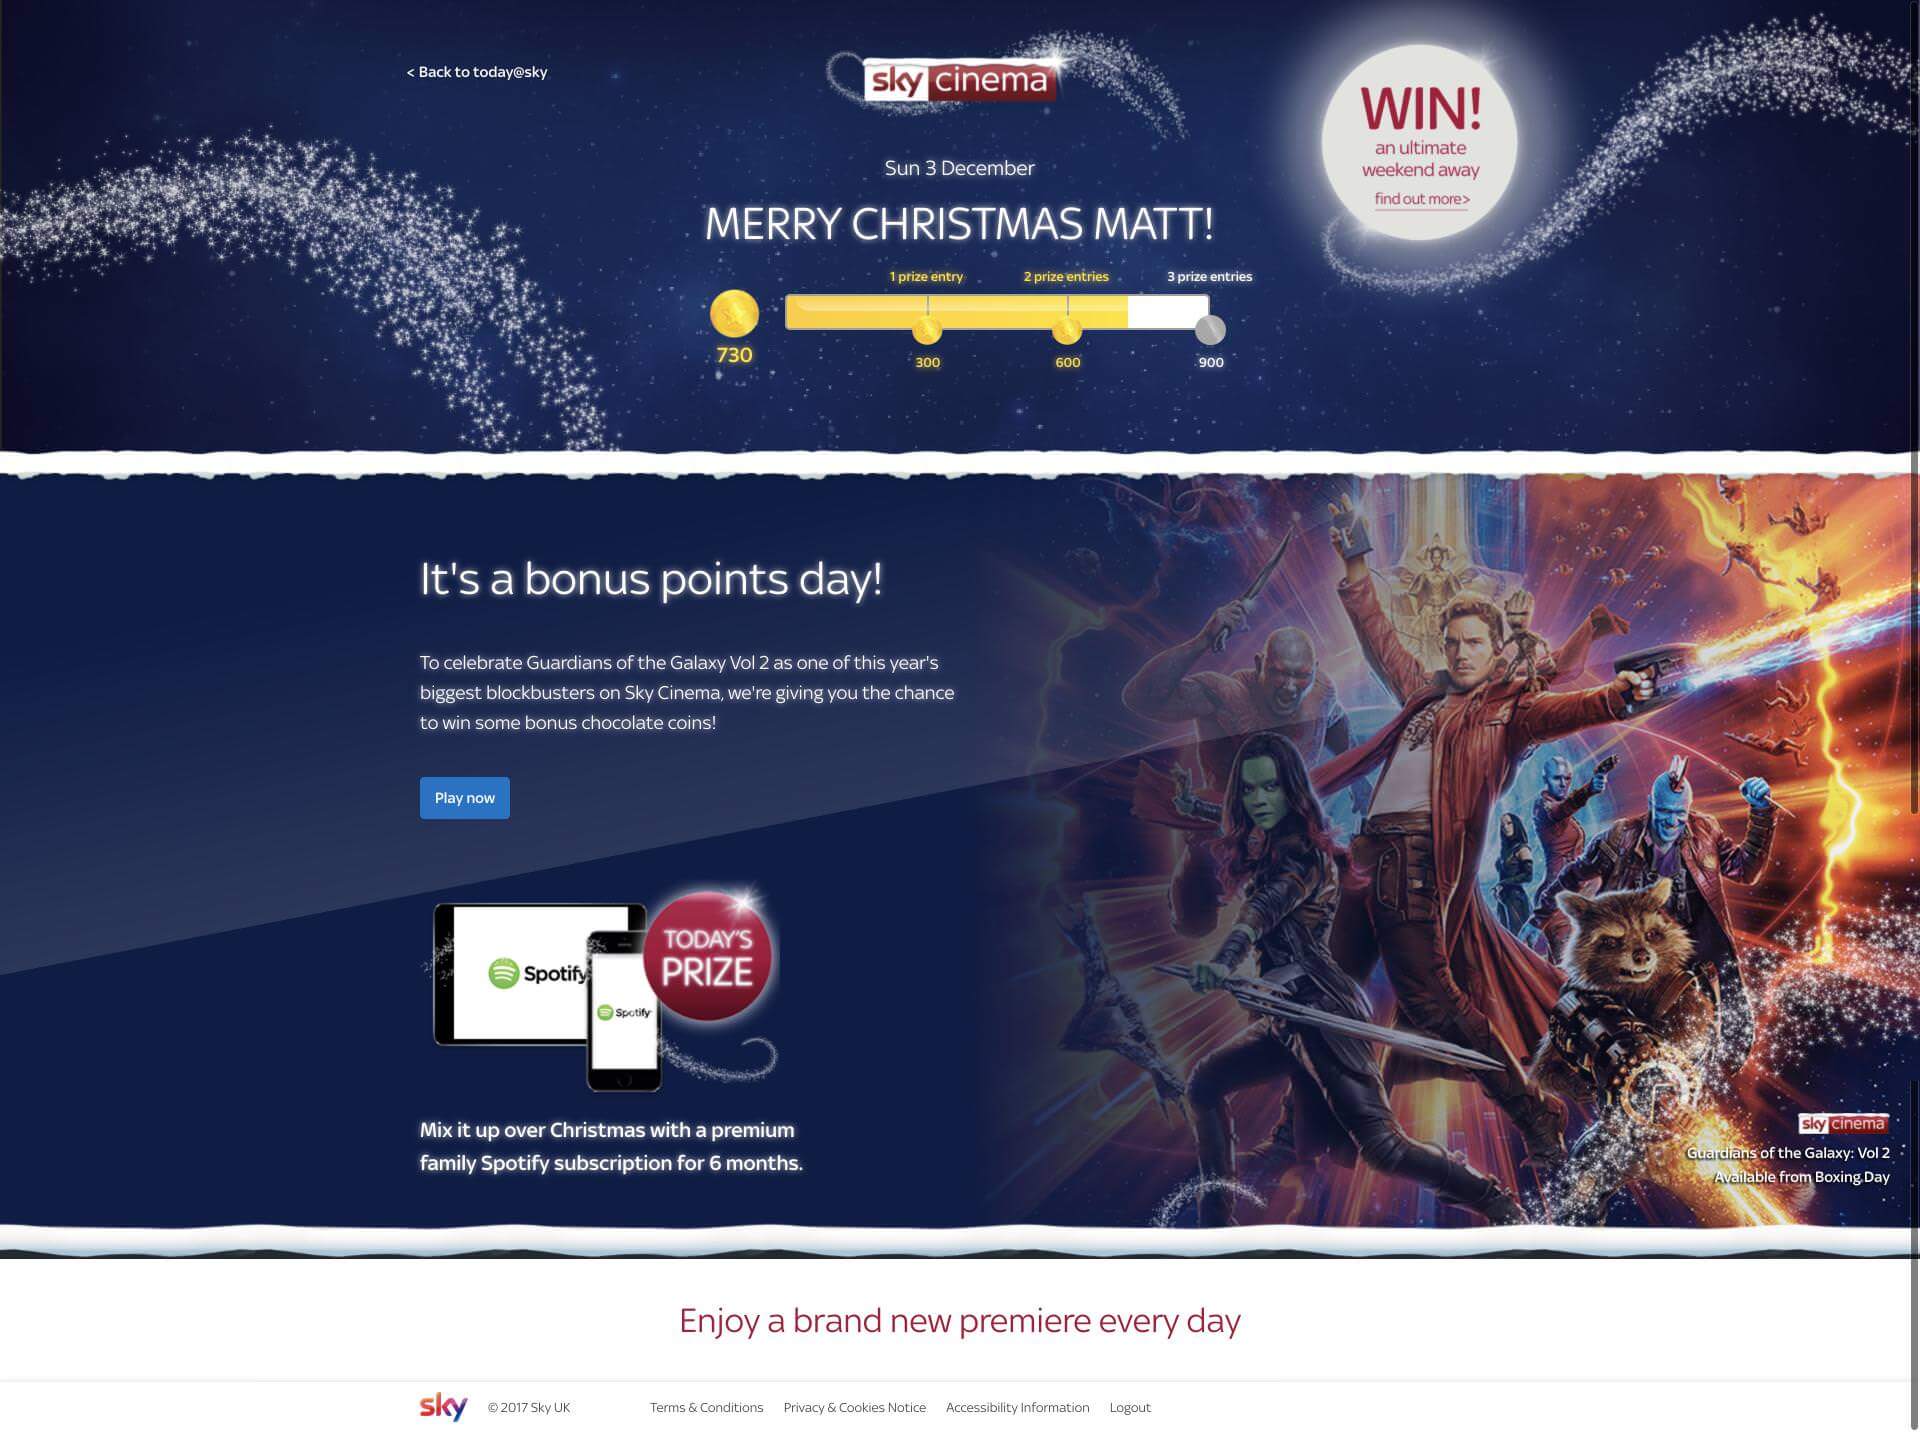 < Back to today@sky
sky cinema
WIN!
an ultimate
weekend away
find out more>
Sun 3 December
MERRY CHRISTMAS MATT!
1 prize entry
2 prize entries
3 prize entries
730
300
600
900
It's a bonus points day!
To celebrate Guardians of the Galaxy Vol 2 as one of this year's
biggest blockbusters on Sky Cinema, we're giving you the chance
to win some bonus chocolate coins!
Play now
Spotify
Spotify
TODAY'S
PRIZE
Mix it up over Christmas with a premium
family Spotify subscription for 6 months.
sky cinema
Guardians of the Galaxy: Vol 2
Available from Boxing Day
Enjoy a brand new premiere every day
sky
© 2017 Sky UK
Terms & Conditions
Privacy & Cookies Notice
Accessibility Information
Logout